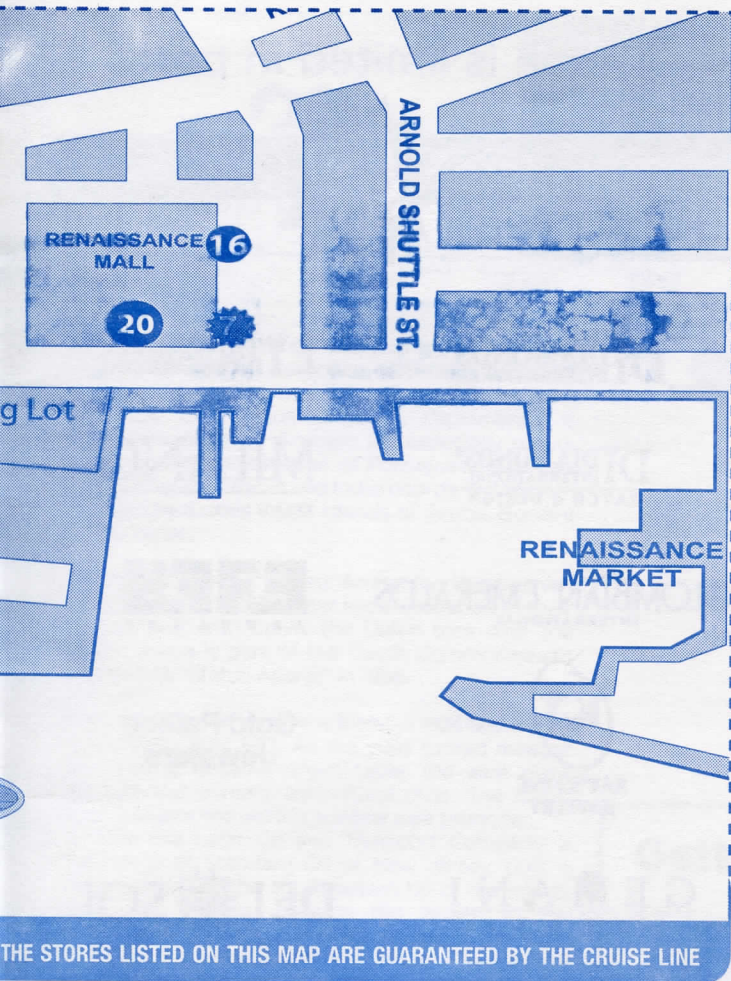 ARNOLD SHUTTLE ST.
RENAISSANCE
MALL
16
20
7
g Lot
RENAISSANCE
MARKET
THE STORES LISTED ON THIS MAP ARE GUARANTEED BY THE CRUISE LINE